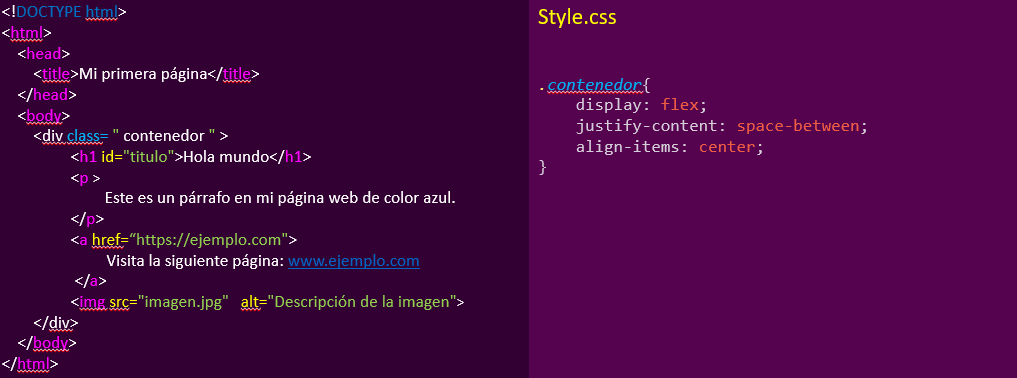 <!DOCTYPE html>
<html>
<head>
<title>Mi primera página</title>
</head>
<body>
<div class= " contenedor " >
<h1 id="titulo">Hola mundo</h1>
<p >
Este es un párrafo en mi página web de color azul.
</p>
<a href=“https://ejemplo.com">
Visita la siguiente página: www.ejemplo.com
</a>
<img src="imagen.jpg" alt="Descripción de la imagen">
</div>
</body>
</html>
Style.css
.contenedor{
display: flex;
justify-content: space-between;
align-items: center;
}